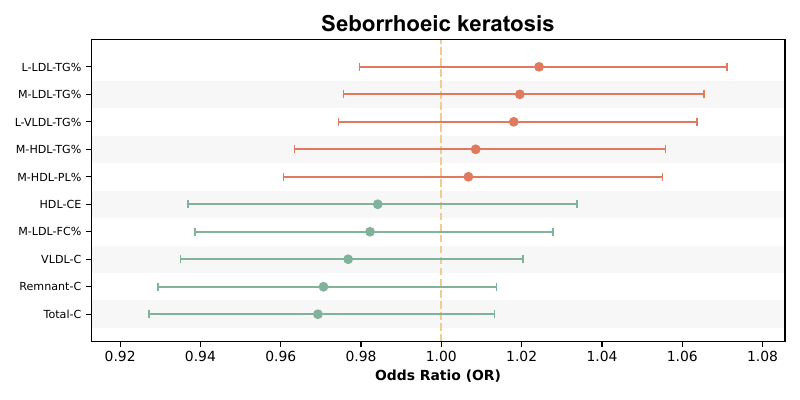 Seborrhoeic keratosis
L-LDL-TG%
M-LDL-TG%
L-VLDL-TG%
M-HDL-TG%
M-HDL-PL%
HDL-CE
M-LDL-FC%
VLDL-C
Remnant-C
Total-C
0.92 0.94 0.96 0.98 1.00 1.02 1.04 1.06 1.08
Odds Ratio (OR)